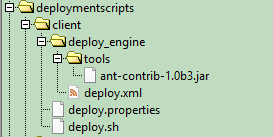 deploymentscripts
client
deploy_engine
tools
ant-contrib-1.0b3.jar
deploy.xml
deploy.properties
deploy.sh